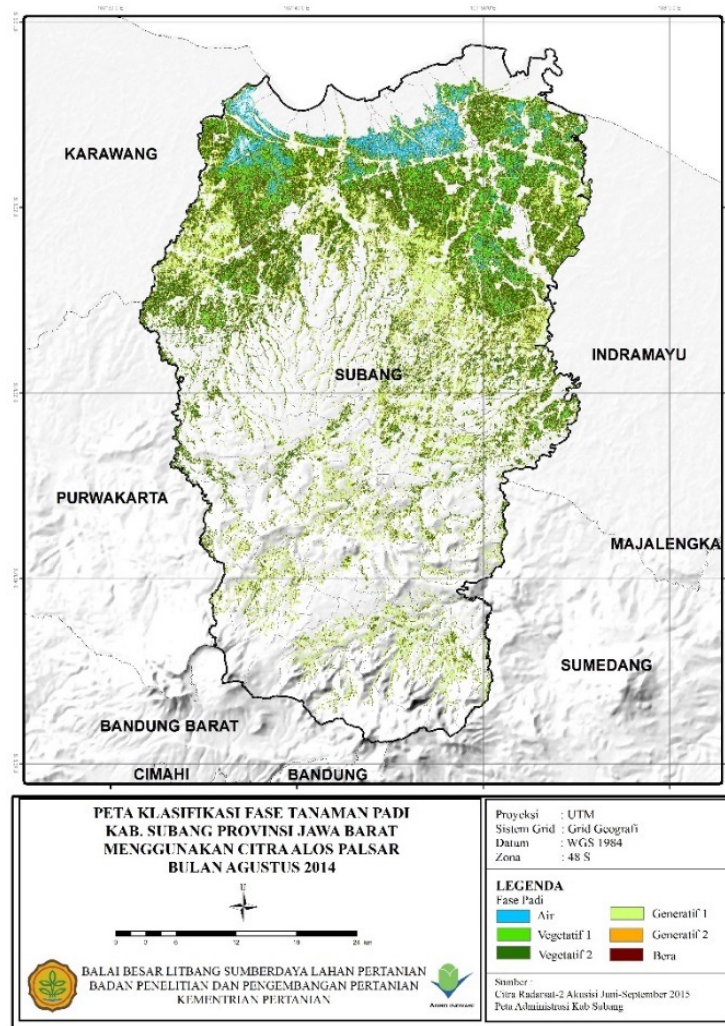 KARAWANG
SUBANG
INDRAMAYU
PURWAKARTA
MAJALENGKA
SUMEDANG
BANDUNG BARAT
CIMAHI
BANDUNG
PETA KLASIFIKASI FASE TANAMAN PADI
KAB. SUBANG PROVINSI JAWA BARAT
MENGGUNAKAN CITRA ALOS PALSAR
BULAN AGUSTUS 2014
U
0 3 6 12 18 24
BALAI BESAR LITBANG SUMBERDAYA LAHAN PERTANIAN
BADAN PENELITIAN DAN PENGEMBANGAN PERTANIAN
KEMENTRIAN PERTANIAN
Proyeksi : UTM
Sistem Grid : Grid Geografi
Datum : WGS 1984
Zona : 48 S
LEGENDA
Fase Padi
Air
Vegetatif 1
Vegetatif 2
Generatif 1
Generatif 2
Bera
Sumber :
Citra Radarsat-2 Akusisi Juni-September 2015
Peta Administrasi Kab Subang